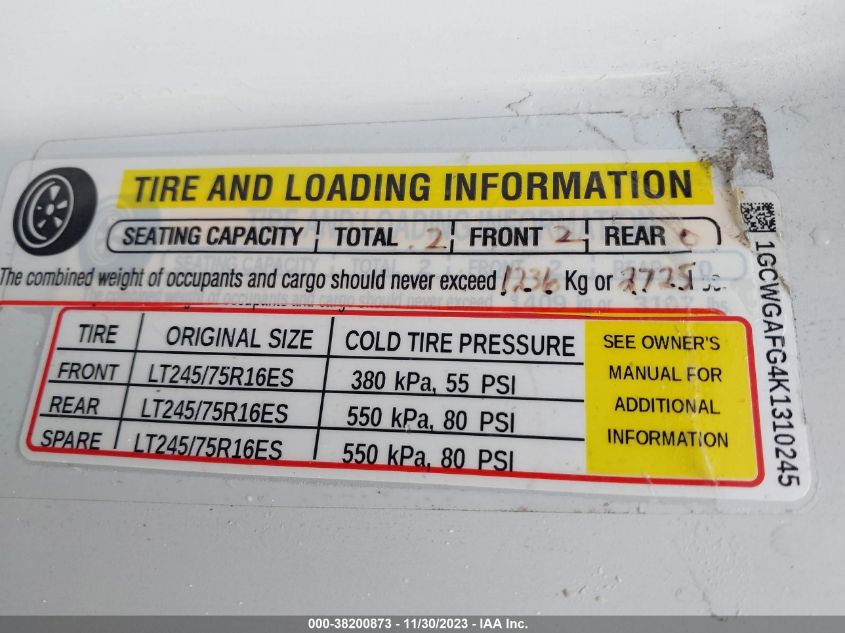 TIRE AND LOADING INFORMATION
SEATING CAPACITY TOTAL 2 FRONT 2 REAR 0
The combined weight of occupants and cargo should never exceed 1236 Kg or 2725
TIRE ORIGINAL SIZE COLD TIRE PRESSURE
FRONT LT245/75R16ES 380 kPa, 55 PSI
REAR LT245/75R16ES 550 kPa, 80 PSI
SPARE LT245/75R16ES 550 kPa, 80 PSI
SEE OWNER'S
MANUAL FOR
ADDITIONAL
INFORMATION
1GCWGAFG4K1310245
000-38200873 - 11/30/2023 - IAA Inc.